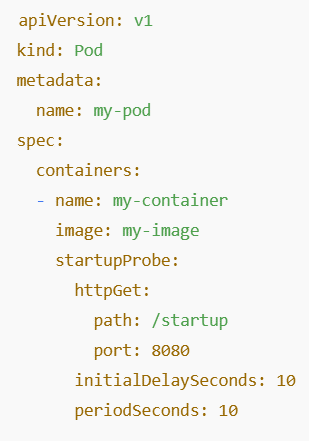 apiVersion: v1
kind: Pod
metadata:
  name: my-pod
spec:
  containers:
  - name: my-container
    image: my-image
    startupProbe:
      httpGet:
        path: /startup
        port: 8080
      initialDelaySeconds: 10
      periodSeconds: 10